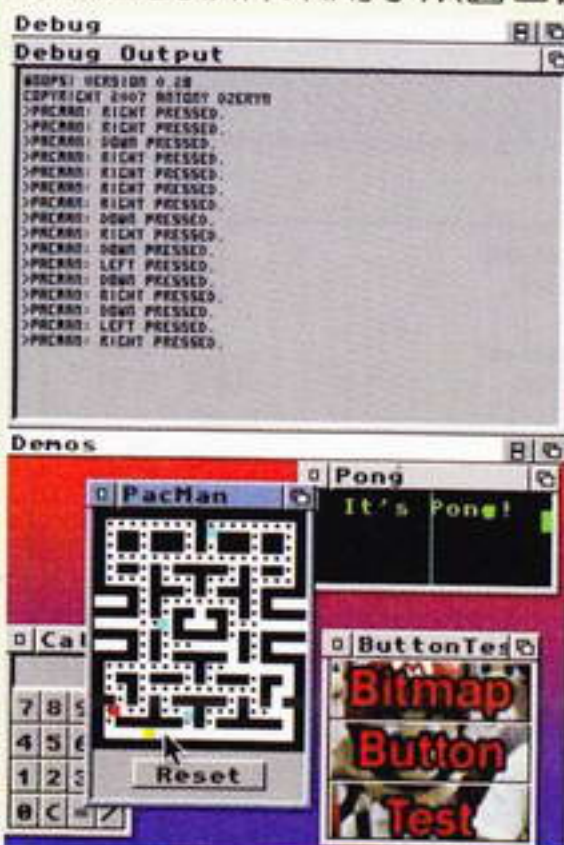 Debug
Debug Output
WOOPSI VERSION 0.28
COPYRIGHT 2007 ANTONY DZERYN
>PACMAN: RIGHT PRESSED.
>PACMAN: RIGHT PRESSED.
>PACMAN: DOWN PRESSED.
>PACMAN: RIGHT PRESSED.
>PACMAN: RIGHT PRESSED.
>PACMAN: RIGHT PRESSED.
>PACMAN: RIGHT PRESSED.
>PACMAN: DOWN PRESSED.
>PACMAN: RIGHT PRESSED.
>PACMAN: DOWN PRESSED.
>PACMAN: LEFT PRESSED.
>PACMAN: DOWN PRESSED.
>PACMAN: RIGHT PRESSED.
>PACMAN: DOWN PRESSED.
>PACMAN: LEFT PRESSED.
>PACMAN: RIGHT PRESSED.
Demos
Pong
It's Pong!
PacMan
Reset
Cal
7 8 9
4 5 6
1 2 3
0 C = /
ButtonTes
Bitmap
Button
Test